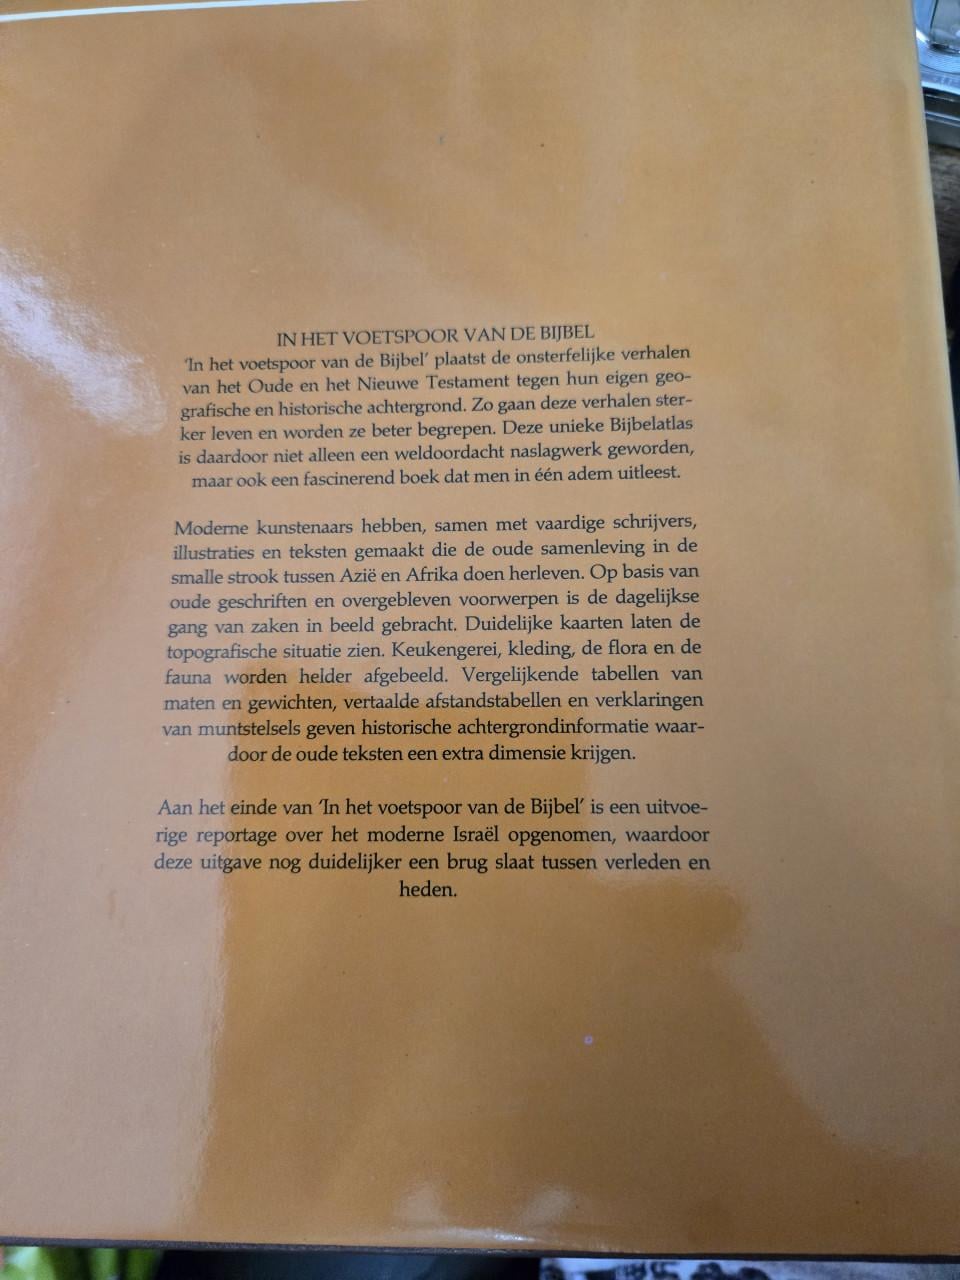 IN HET VOETSPOOR VAN DE BIJBEL
'In het voetspoor van de Bijbel' plaatst de onsterfelijke verhalen
van het Oude en het Nieuwe Testament tegen hun eigen geo-
grafische en historische achtergrond. Zo gaan deze verhalen ster-
ker leven en worden ze beter begrepen. Deze unieke Bijbelatlas
is daardoor niet alleen een weldoordacht naslagwerk geworden,
maar ook een fascinerend boek dat men in één adem uitleest.
Moderne kunstenaars hebben, samen met vaardige schrijvers,
illustraties en teksten gemaakt die de oude samenleving in de
smalle strook tussen Azië en Afrika doen herleven. Op basis van
oude geschriften en overgebleven voorwerpen is de dagelijkse
gang van zaken in beeld gebracht. Duidelijke kaarten laten de
topografische situatie zien. Keukengerei, kleding, de flora en de
fauna worden helder afgebeeld. Vergelijkende tabellen van
maten en gewichten, vertaalde afstandstabellen en verklaringen
van muntstelsels geven historische achtergrondinformatie waar-
door de oude teksten een extra dimensie krijgen.
Aan het einde van 'In het voetspoor van de Bijbel' is een uitvoe-
rige reportage over het moderne Israël opgenomen, waardoor
deze uitgave nog duidelijker een brug slaat tussen verleden en
heden.